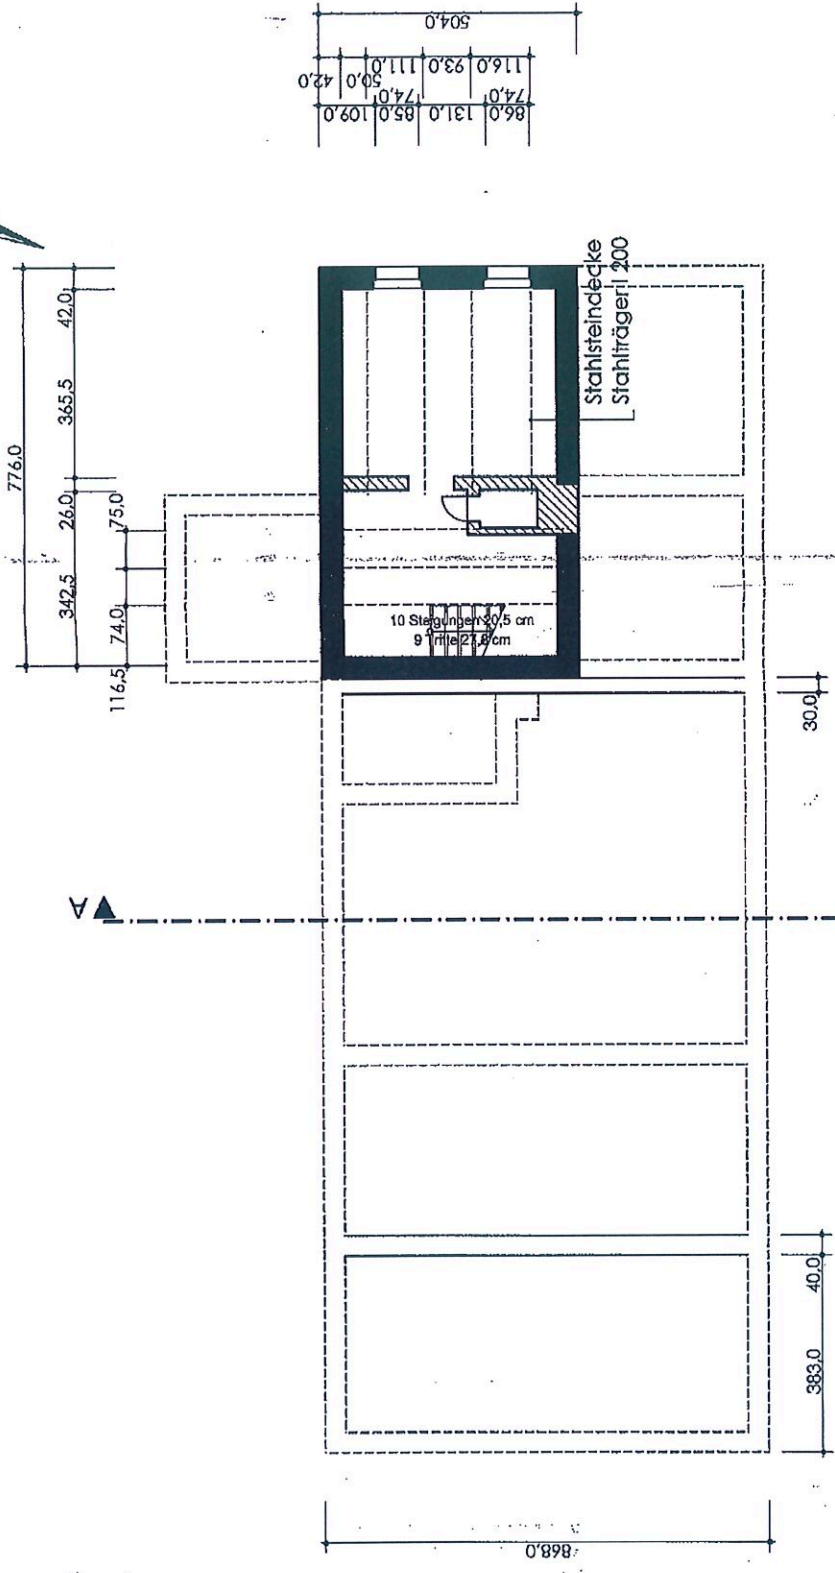 504,0
42,0 50,0 111,0 93,0 116,0
74,0 74,0
109,0 85,0 131,0 86,0
776,0
342,5 26,0 365,5 42,0
116,5 74,0 75,0
Stahlsteindecke
Stahlträger I 200
10 Steigungen 20,5 cm
9 Tritte 27,8 cm
30,0
A
383,0 40,0
868,0